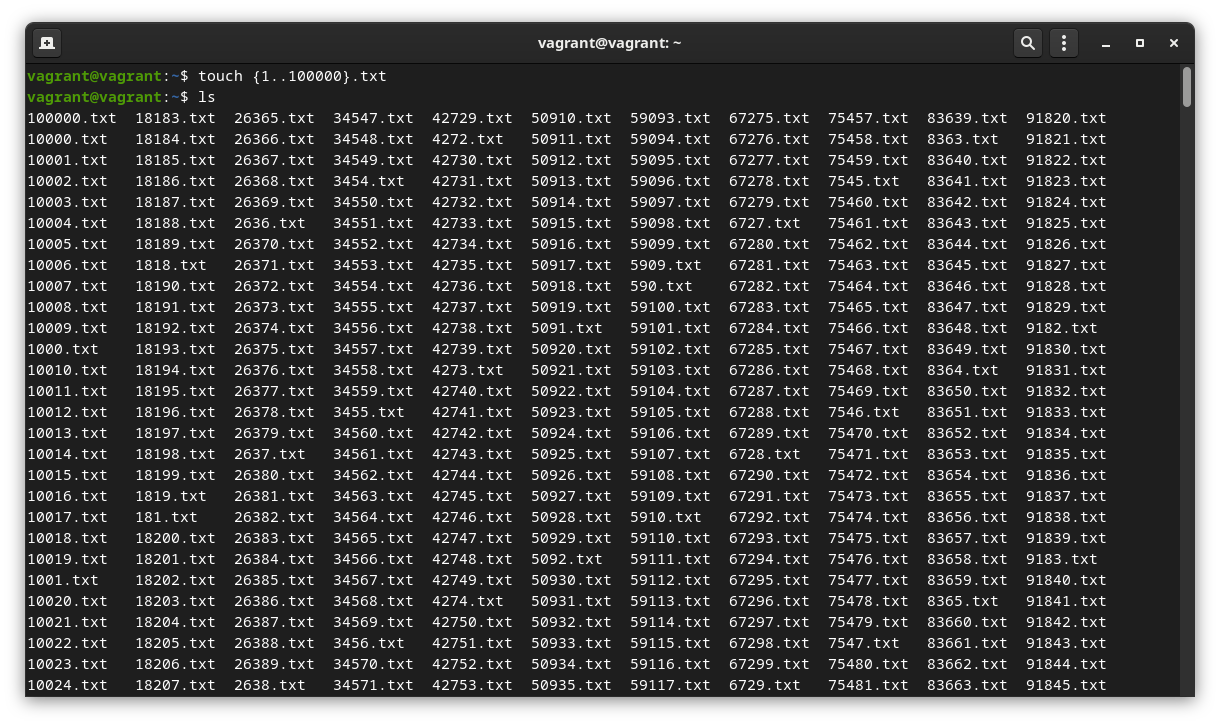 vagrant@vagrant: ~
vagrant@vagrant:~$ touch {1..100000}.txt
vagrant@vagrant:~$ ls
100000.txt 18183.txt 26365.txt 34547.txt 42729.txt 50910.txt 59093.txt 67275.txt 75457.txt 83639.txt 91820.txt
10000.txt 18184.txt 26366.txt 34548.txt 4272.txt 50911.txt 59094.txt 67276.txt 75458.txt 8363.txt 91821.txt
10001.txt 18185.txt 26367.txt 34549.txt 42730.txt 50912.txt 59095.txt 67277.txt 75459.txt 83640.txt 91822.txt
10002.txt 18186.txt 26368.txt 3454.txt 42731.txt 50913.txt 59096.txt 67278.txt 7545.txt 83641.txt 91823.txt
10003.txt 18187.txt 26369.txt 34550.txt 42732.txt 50914.txt 59097.txt 67279.txt 75460.txt 83642.txt 91824.txt
10004.txt 18188.txt 2636.txt 34551.txt 42733.txt 50915.txt 59098.txt 6727.txt 75461.txt 83643.txt 91825.txt
10005.txt 18189.txt 26370.txt 34552.txt 42734.txt 50916.txt 59099.txt 67280.txt 75462.txt 83644.txt 91826.txt
10006.txt 1818.txt 26371.txt 34553.txt 42735.txt 50917.txt 5909.txt 67281.txt 75463.txt 83645.txt 91827.txt
10007.txt 18190.txt 26372.txt 34554.txt 42736.txt 50918.txt 590.txt 67282.txt 75464.txt 83646.txt 91828.txt
10008.txt 18191.txt 26373.txt 34555.txt 42737.txt 50919.txt 59100.txt 67283.txt 75465.txt 83647.txt 91829.txt
10009.txt 18192.txt 26374.txt 34556.txt 42738.txt 5091.txt 59101.txt 67284.txt 75466.txt 83648.txt 9182.txt
1000.txt 18193.txt 26375.txt 34557.txt 42739.txt 50920.txt 59102.txt 67285.txt 75467.txt 83649.txt 91830.txt
10010.txt 18194.txt 26376.txt 34558.txt 4273.txt 50921.txt 59103.txt 67286.txt 75468.txt 8364.txt 91831.txt
10011.txt 18195.txt 26377.txt 34559.txt 42740.txt 50922.txt 59104.txt 67287.txt 75469.txt 83650.txt 91832.txt
10012.txt 18196.txt 26378.txt 3455.txt 42741.txt 50923.txt 59105.txt 67288.txt 7546.txt 83651.txt 91833.txt
10013.txt 18197.txt 26379.txt 34560.txt 42742.txt 50924.txt 59106.txt 67289.txt 75470.txt 83652.txt 91834.txt
10014.txt 18198.txt 2637.txt 34561.txt 42743.txt 50925.txt 59107.txt 6728.txt 75471.txt 83653.txt 91835.txt
10015.txt 18199.txt 26380.txt 34562.txt 42744.txt 50926.txt 59108.txt 67290.txt 75472.txt 83654.txt 91836.txt
10016.txt 1819.txt 26381.txt 34563.txt 42745.txt 50927.txt 59109.txt 67291.txt 75473.txt 83655.txt 91837.txt
10017.txt 181.txt 26382.txt 34564.txt 42746.txt 50928.txt 5910.txt 67292.txt 75474.txt 83656.txt 91838.txt
10018.txt 18200.txt 26383.txt 34565.txt 42747.txt 50929.txt 59110.txt 67293.txt 75475.txt 83657.txt 91839.txt
10019.txt 18201.txt 26384.txt 34566.txt 42748.txt 5092.txt 59111.txt 67294.txt 75476.txt 83658.txt 9183.txt
1001.txt 18202.txt 26385.txt 34567.txt 42749.txt 50930.txt 59112.txt 67295.txt 75477.txt 83659.txt 91840.txt
10020.txt 18203.txt 26386.txt 34568.txt 4274.txt 50931.txt 59113.txt 67296.txt 75478.txt 8365.txt 91841.txt
10021.txt 18204.txt 26387.txt 34569.txt 42750.txt 50932.txt 59114.txt 67297.txt 75479.txt 83660.txt 91842.txt
10022.txt 18205.txt 26388.txt 3456.txt 42751.txt 50933.txt 59115.txt 67298.txt 7547.txt 83661.txt 91843.txt
10023.txt 18206.txt 26389.txt 34570.txt 42752.txt 50934.txt 59116.txt 67299.txt 75480.txt 83662.txt 91844.txt
10024.txt 18207.txt 2638.txt 34571.txt 42753.txt 50935.txt 59117.txt 6729.txt 75481.txt 83663.txt 91845.txt